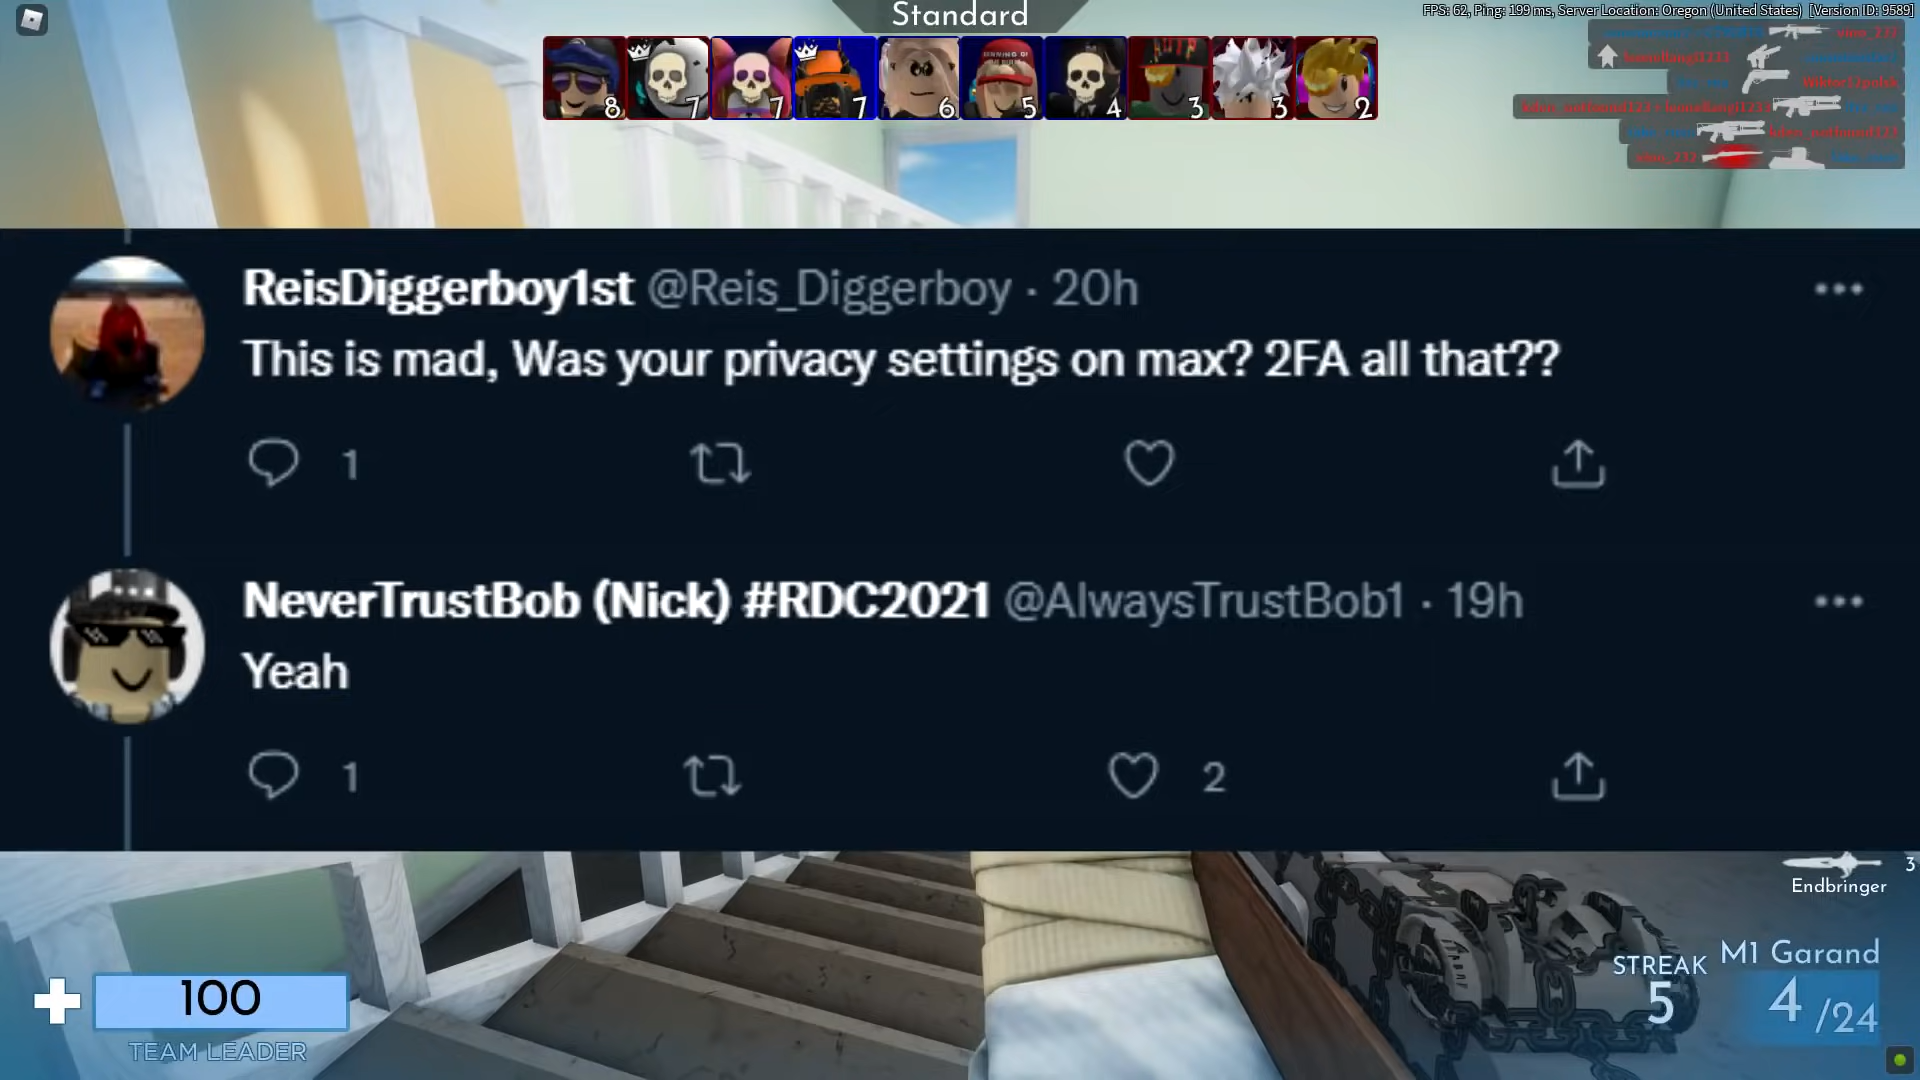 Standard
FPS: 62, Ping: 199 ms, Server Location: Oregon (United States) [Version ID: 9589]
8 7 7 7 6 5 4 3 3 2
vino_232
Wiktor12polsk
vino_232
ReisDiggerboy1st @Reis_Diggerboy · 20h
This is mad, Was your privacy settings on max? 2FA all that??
1
NeverTrustBob (Nick) #RDC2021 @AlwaysTrustBob1 · 19h
Yeah
1 2
3
Endbringer
M1 Garand
STREAK
5
4 /24
100
TEAM LEADER